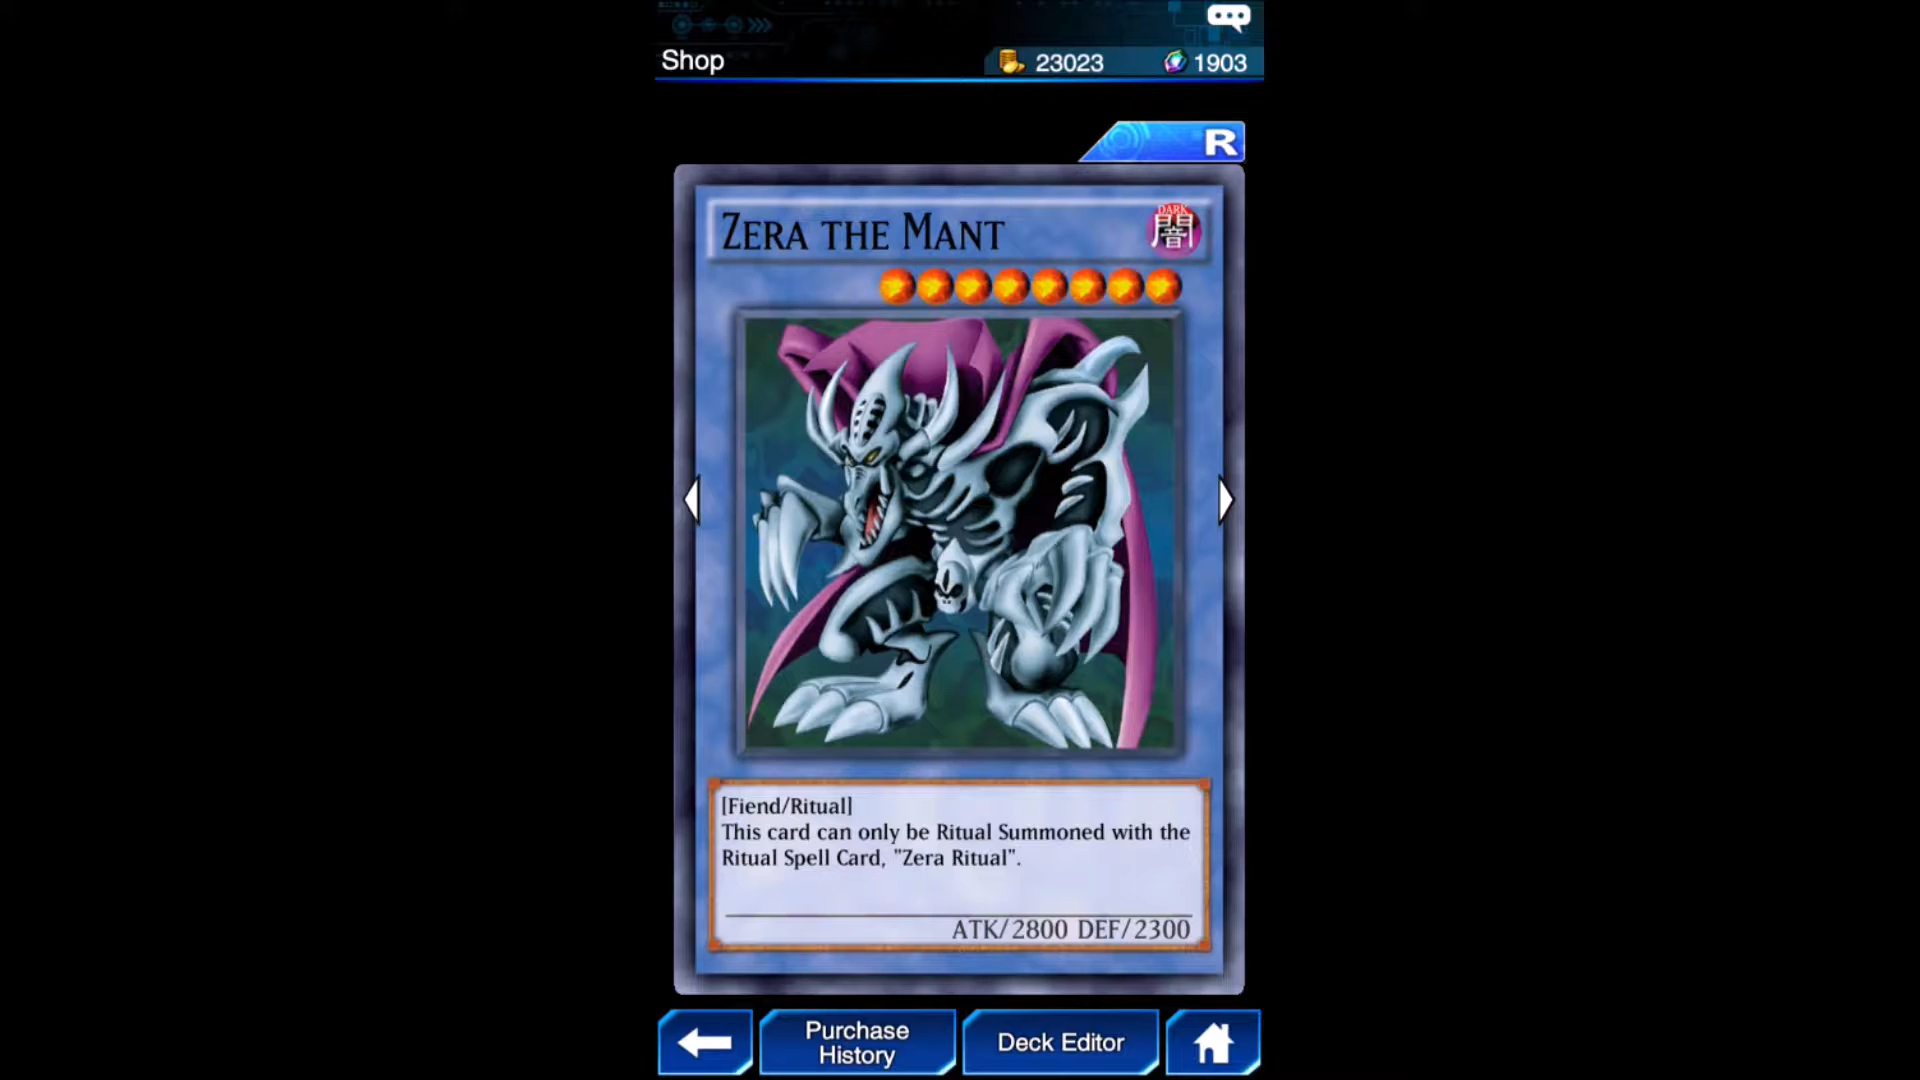 Shop
23023
1903
R
ZERA THE MANT
DARK
闇
[Fiend/Ritual]
This card can only be Ritual Summoned with the
Ritual Spell Card, "Zera Ritual".
ATK/2800 DEF/2300
Purchase
History
Deck Editor